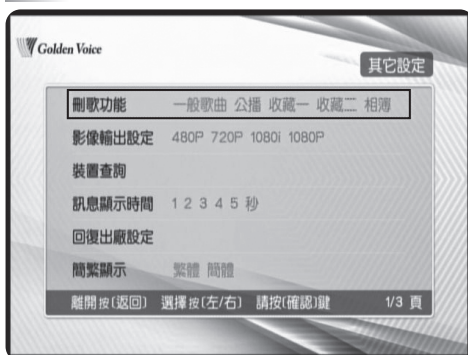 Golden Voice
其它設定
刪歌功能 一般歌曲 公播 收藏一 收藏二 相簿
影像輸出設定 480P 720P 1080i 1080P
裝置查詢
訊息顯示時間 1 2 3 4 5 秒
回復出廠設定
簡繁顯示 繁體 簡體
離開按(返回) 選擇按(左/右) 請按(確認)鍵 1/3 頁